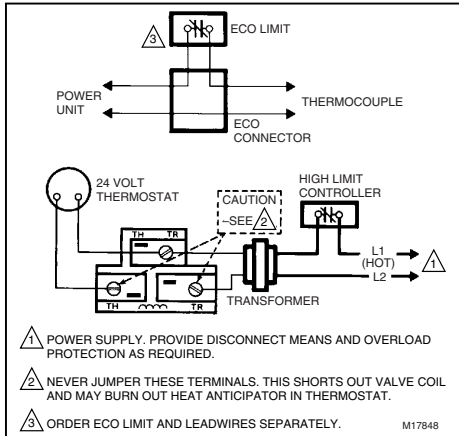 3
ECO LIMIT
POWER
UNIT
THERMOCOUPLE
ECO
CONNECTOR
24 VOLT
THERMOSTAT
CAUTION
–SEE 2
HIGH LIMIT
CONTROLLER
TH TR
L1
(HOT)
L2
1
TH TR
TRANSFORMER
1 POWER SUPPLY. PROVIDE DISCONNECT MEANS AND OVERLOAD
PROTECTION AS REQUIRED.
2 NEVER JUMPER THESE TERMINALS. THIS SHORTS OUT VALVE COIL
AND MAY BURN OUT HEAT ANTICIPATOR IN THERMOSTAT.
3 ORDER ECO LIMIT AND LEADWIRES SEPARATELY.
M17848